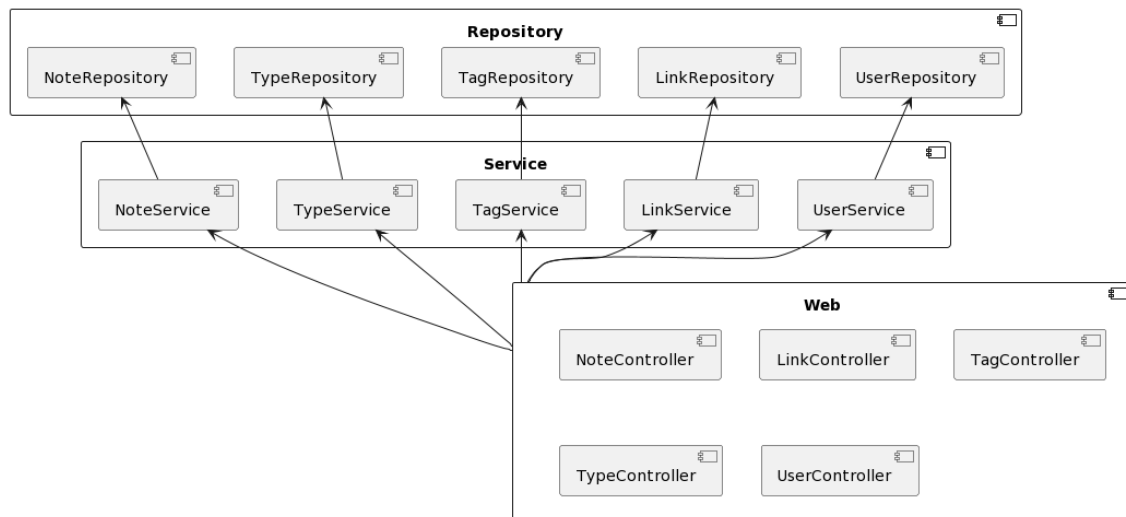 Repository
NoteRepository
TypeRepository
TagRepository
LinkRepository
UserRepository
Service
NoteService
TypeService
TagService
LinkService
UserService
Web
NoteController
LinkController
TagController
TypeController
UserController